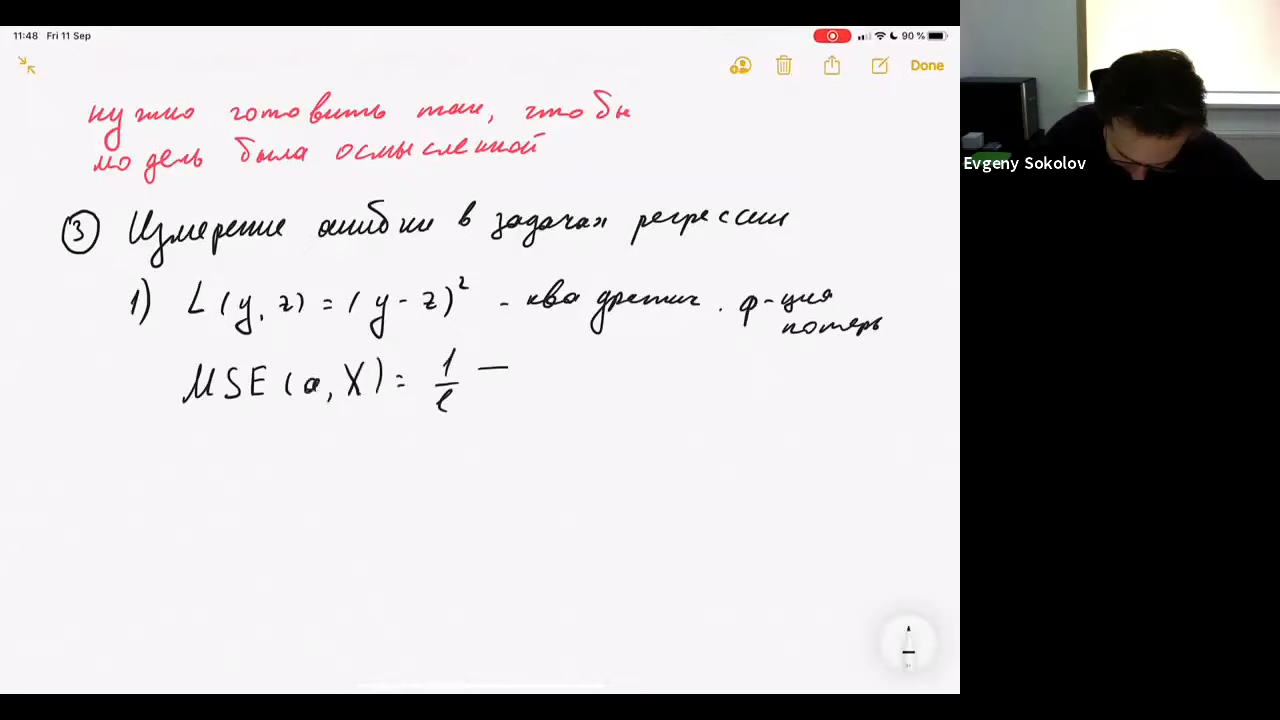 11:48 Fri 11 Sep
90 %
Done
нужно готовить так, чтобы
модель была осмысленной
Evgeny Sokolov
③ Измерение ошибки в задачах регрессии
1) L(y, z) = (y - z)² - квадратич. ф-ция
потерь
MSE(a, X) = 1/ℓ